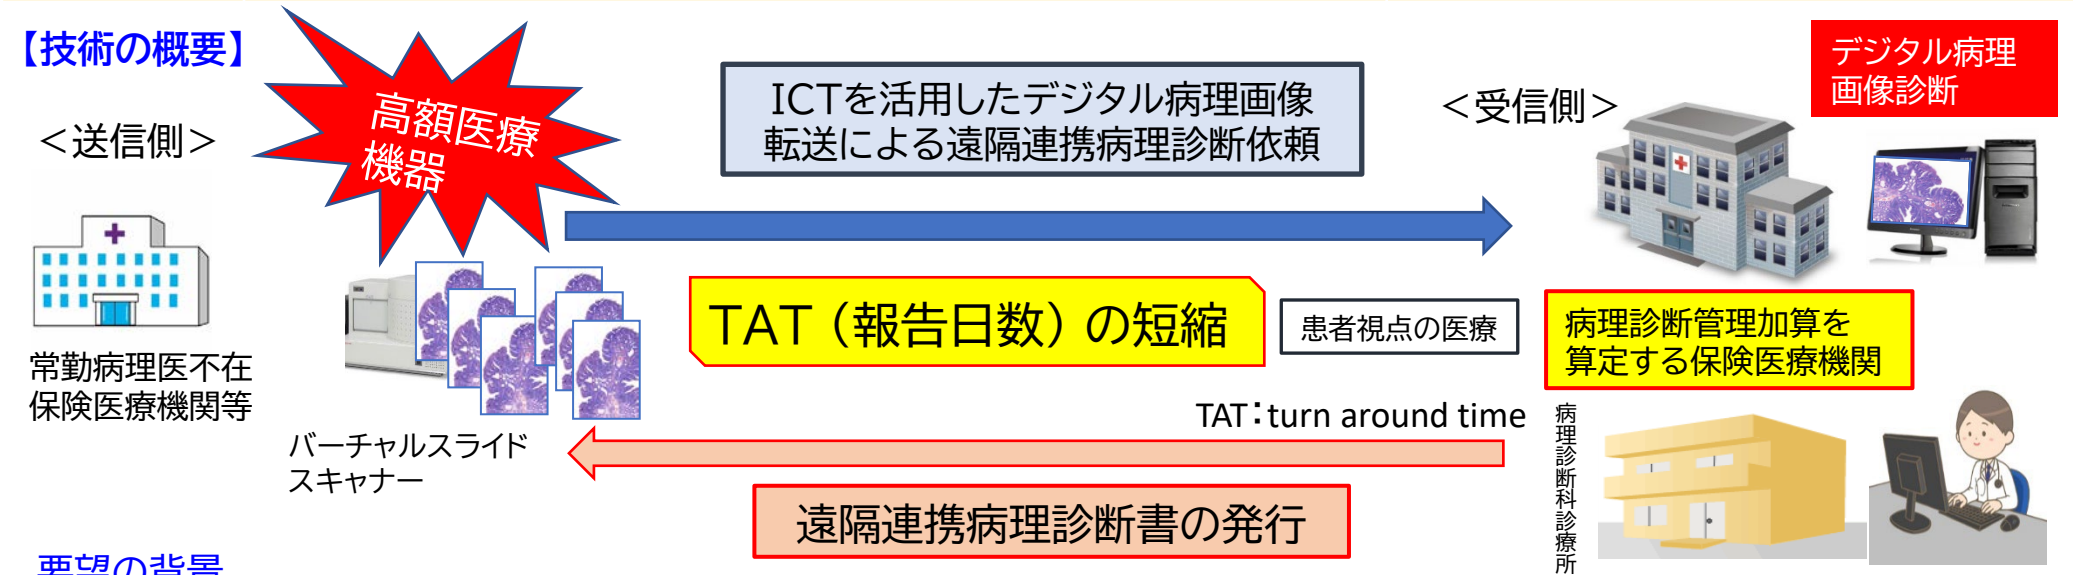 【技術の概要】
＜送信側＞
高額医療
機器
ICTを活用したデジタル病理画像
転送による遠隔連携病理診断依頼
＜受信側＞
デジタル病理
画像診断
常勤病理医不在
保険医療機関等
バーチャルスライド
スキャナー
TAT（報告日数）の短縮
患者視点の医療
病理診断管理加算を
算定する保険医療機関
TAT：turn around time
病理診断科診療所
遠隔連携病理診断書の発行
要望の背景